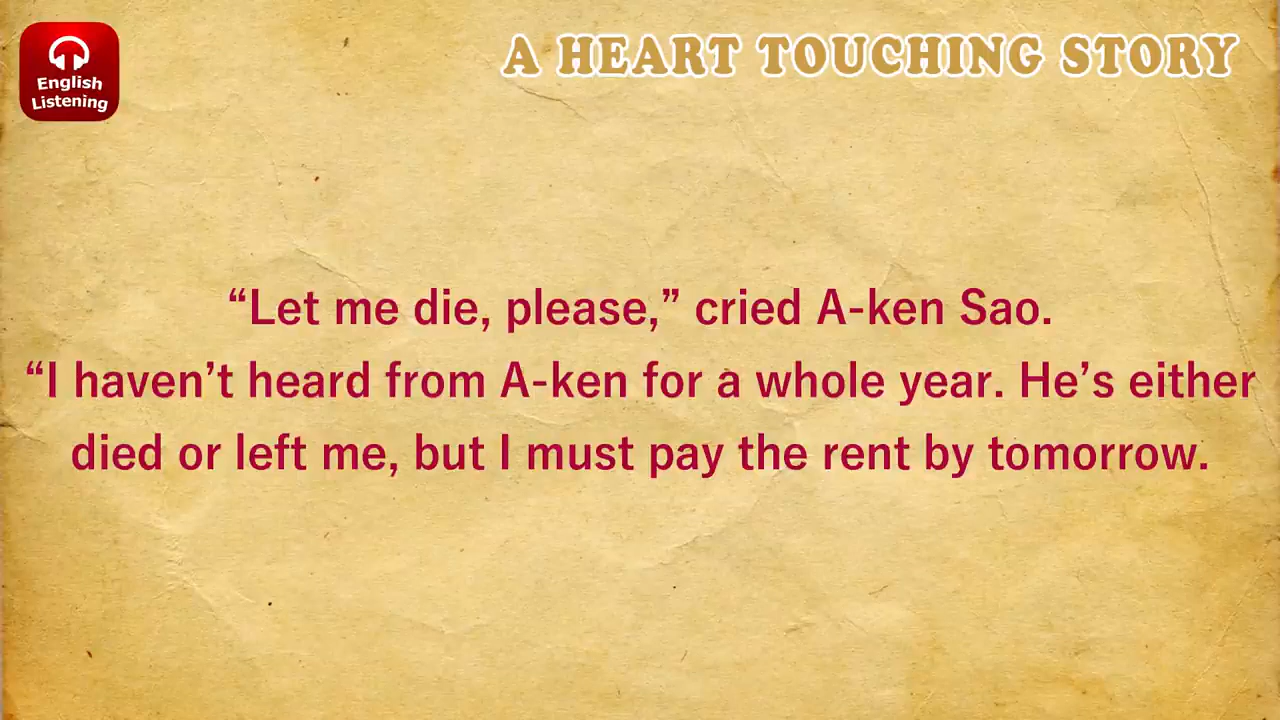 English
Listening
A HEART TOUCHING STORY
“Let me die, please,” cried A-ken Sao.
“I haven’t heard from A-ken for a whole year. He’s either
died or left me, but I must pay the rent by tomorrow.